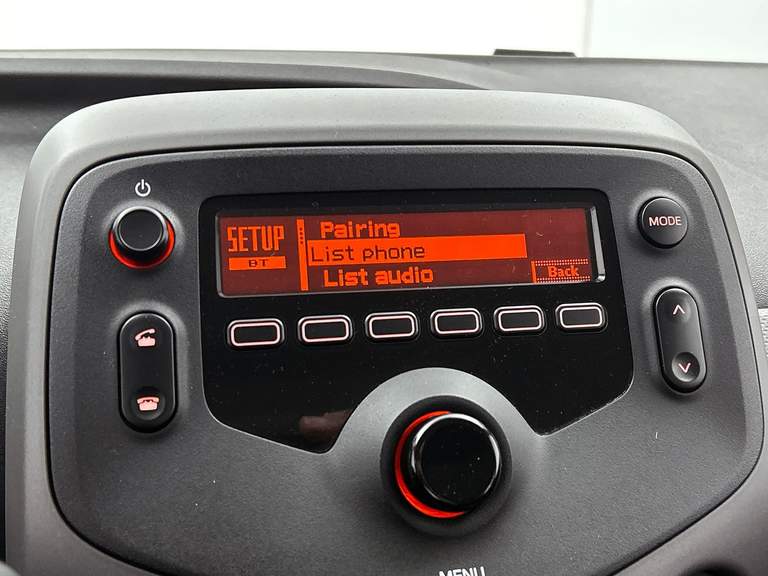 SETUP
BT
Pairing
List phone
List audio
Back
MODE
MENU